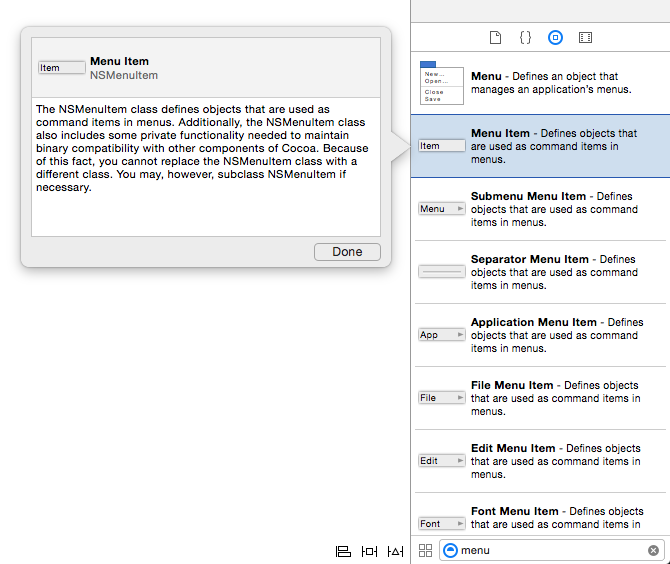 Item
Menu Item
NSMenuItem
The NSMenuItem class defines objects that are used as
command items in menus. Additionally, the NSMenuItem class
also includes some private functionality needed to maintain
binary compatibility with other components of Cocoa. Because
of this fact, you cannot replace the NSMenuItem class with a
different class. You may, however, subclass NSMenuItem if
necessary.
Done
{}
New...
Open...
Close
Save
Menu - Defines an object that
manages an application's menus.
Item
Menu Item - Defines objects that
are used as command items in
menus.
Menu
Submenu Menu Item - Defines
objects that are used as command
items in menus.
Separator Menu Item - Defines
objects that are used as command
items in menus.
App
Application Menu Item - Defines
objects that are used as command
items in menus.
File
File Menu Item - Defines objects
that are used as command items in
menus.
Edit
Edit Menu Item - Defines objects
that are used as command items in
menus.
Font
Font Menu Item - Defines objects
that are used as command items in
menu